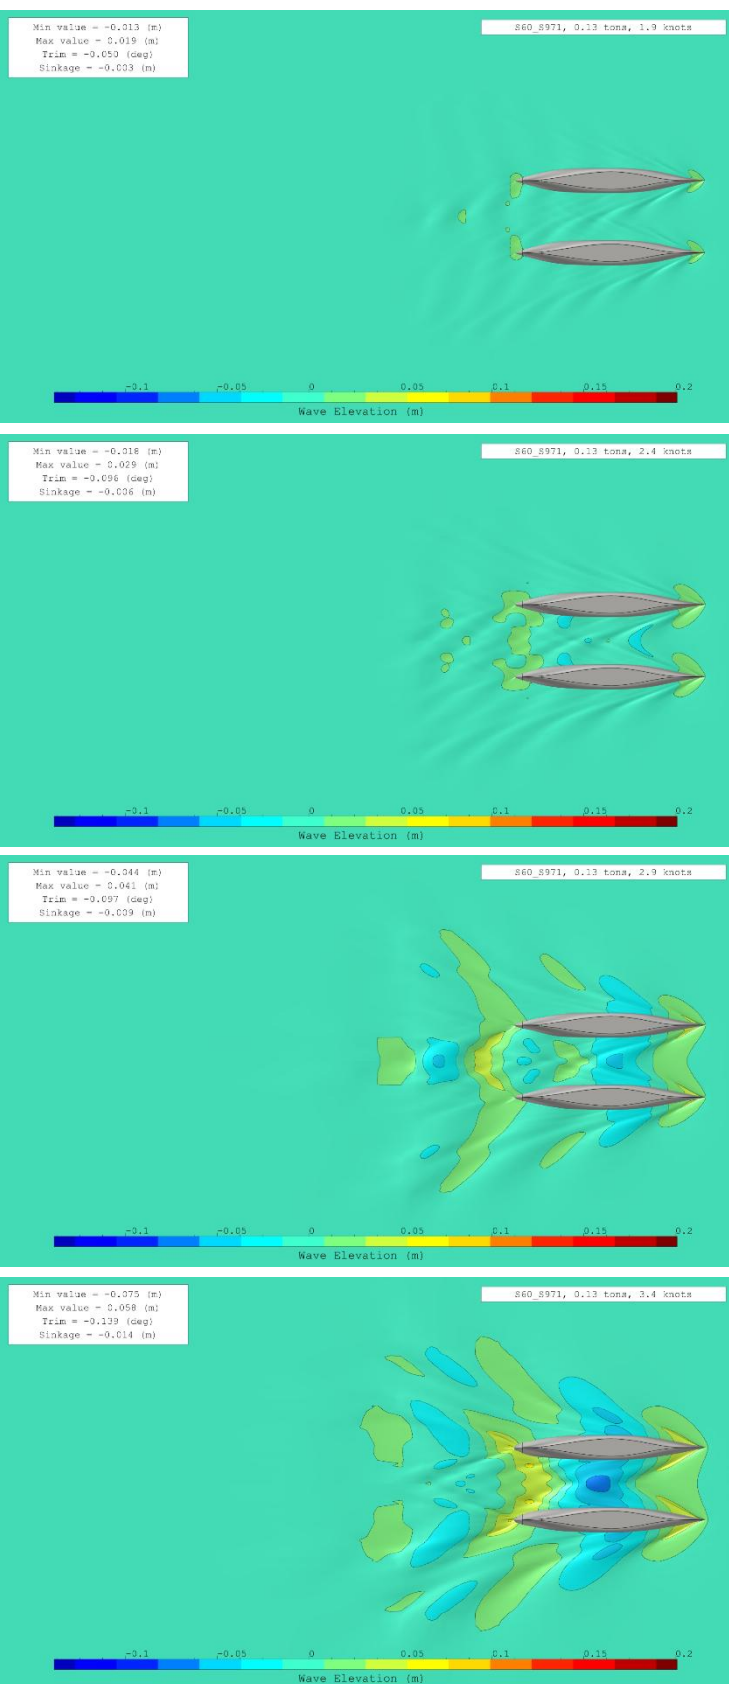 Min value = -0.013 (m)
Max value = 0.019 (m)
Trim = -0.050 (deg)
Sinkage = -0.003 (m)
S60_S971, 0.13 tons, 1.9 knots
-0.1 -0.05 0 0.05 0.1 0.15 0.2
Wave Elevation (m)
Min value = -0.018 (m)
Max value = 0.029 (m)
Trim = -0.096 (deg)
Sinkage = -0.006 (m)
S60_S971, 0.13 tons, 2.4 knots
-0.1 -0.05 0 0.05 0.1 0.15 0.2
Wave Elevation (m)
Min value = -0.044 (m)
Max value = 0.041 (m)
Trim = -0.097 (deg)
Sinkage = -0.009 (m)
S60_S971, 0.13 tons, 2.9 knots
-0.1 -0.05 0 0.05 0.1 0.15 0.2
Wave Elevation (m)
Min value = -0.075 (m)
Max value = 0.058 (m)
Trim = -0.139 (deg)
Sinkage = -0.014 (m)
S60_S971, 0.13 tons, 3.4 knots
-0.1 -0.05 0 0.05 0.1 0.15 0.2
Wave Elevation (m)